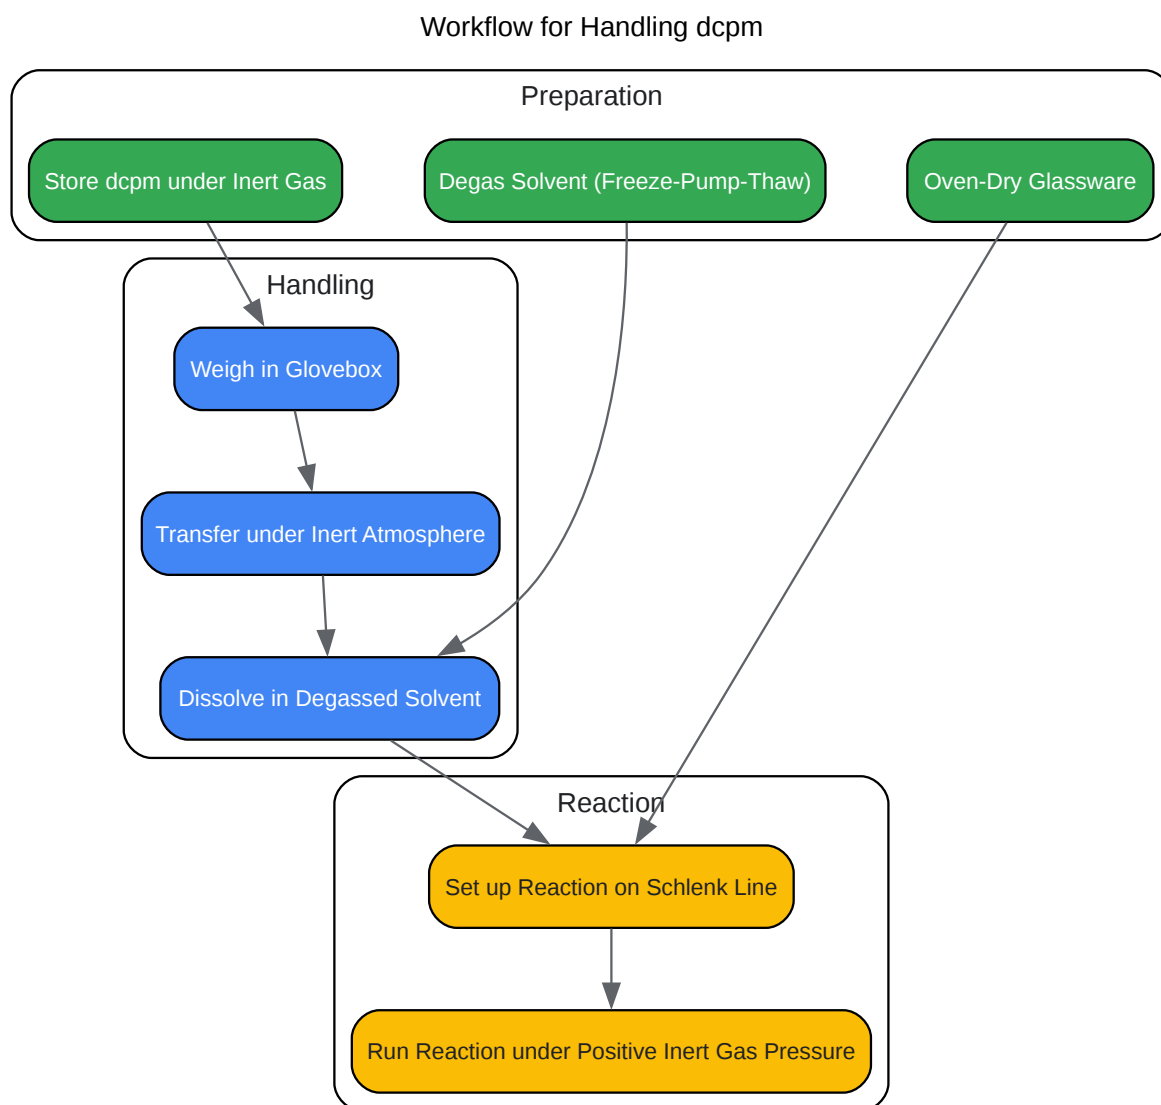 Workflow for Handling dcpm
Preparation
Store dcpm under Inert Gas
Degas Solvent (Freeze-Pump-Thaw)
Oven-Dry Glassware
Handling
Weigh in Glovebox
Transfer under Inert Atmosphere
Dissolve in Degassed Solvent
Reaction
Set up Reaction on Schlenk Line
Run Reaction under Positive Inert Gas Pressure